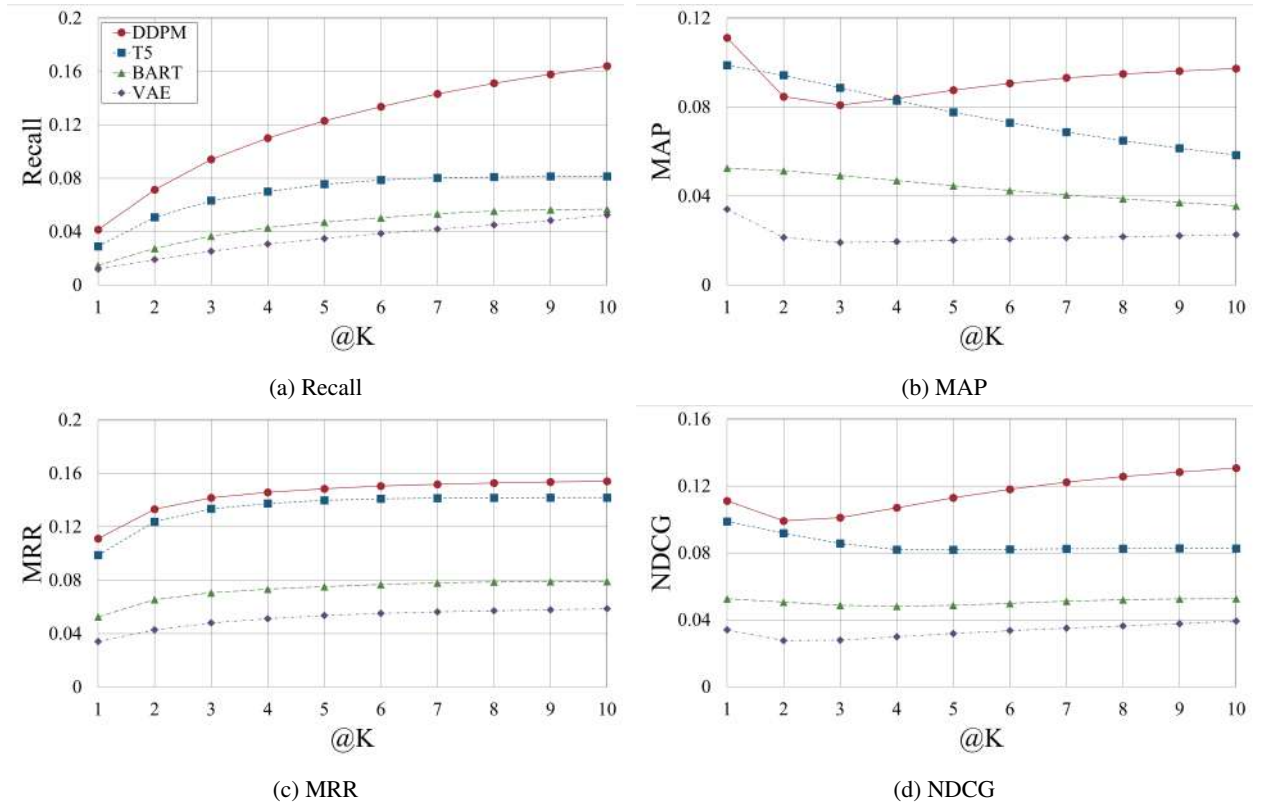 0.2
0.16
0.12
0.08
0.04
0
Recall
DDPM
T5
BART
VAE
1 2 3 4 5 6 7 8 9 10
@K
(a) Recall
0.12
0.08
0.04
0
MAP
1 2 3 4 5 6 7 8 9 10
@K
(b) MAP
0.2
0.16
0.12
0.08
0.04
0
MRR
1 2 3 4 5 6 7 8 9 10
@K
(c) MRR
0.16
0.12
0.08
0.04
0
NDCG
1 2 3 4 5 6 7 8 9 10
@K
(d) NDCG